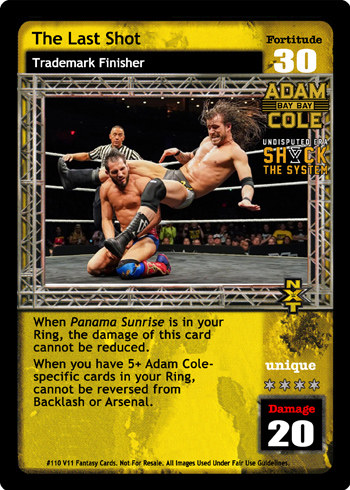 The Last Shot
Fortitude
30
Trademark Finisher
ADAM
BAY BAY
COLE
UNDISPUTED ERA
SHOCK
THE SYSTEM
NXT
When Panama Sunrise is in your
Ring, the damage of this card
cannot be reduced.
When you have 5+ Adam Cole-
specific cards in your Ring,
cannot be reversed from
Backlash or Arsenal.
unique
Damage
20
#110 V11 Fantasy Cards. Not For Resale. All Images Used Under Fair Use Guidelines.